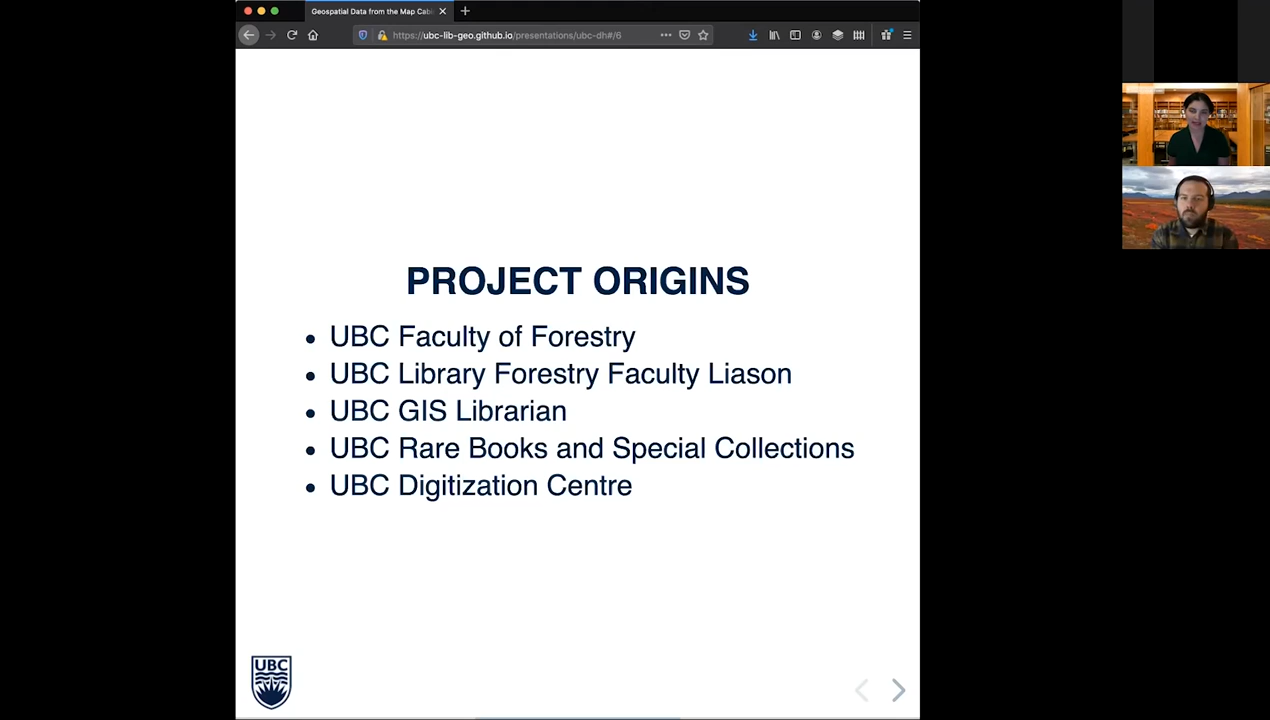 Geospatial Data from the Map Cabi
https://ubc-lib-geo.github.io/presentations/ubc-dh#/6
PROJECT ORIGINS
• UBC Faculty of Forestry
• UBC Library Forestry Faculty Liason
• UBC GIS Librarian
• UBC Rare Books and Special Collections
• UBC Digitization Centre
UBC